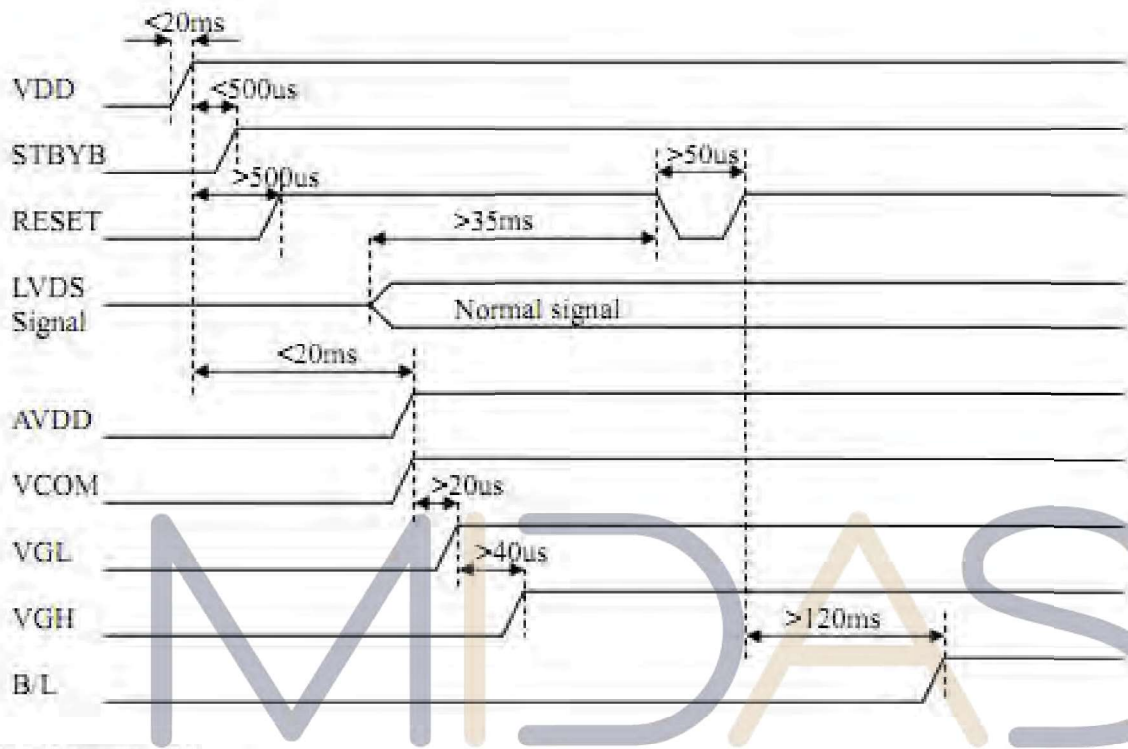 <20ms
VDD
<500us
STBYB
>500us
>50us
RESET
>35ms
LVDS
Signal
Normal signal
<20ms
AVDD
VCOM
>20us
VGL
>40us
VGH
>120ms
B/L
MIDAS